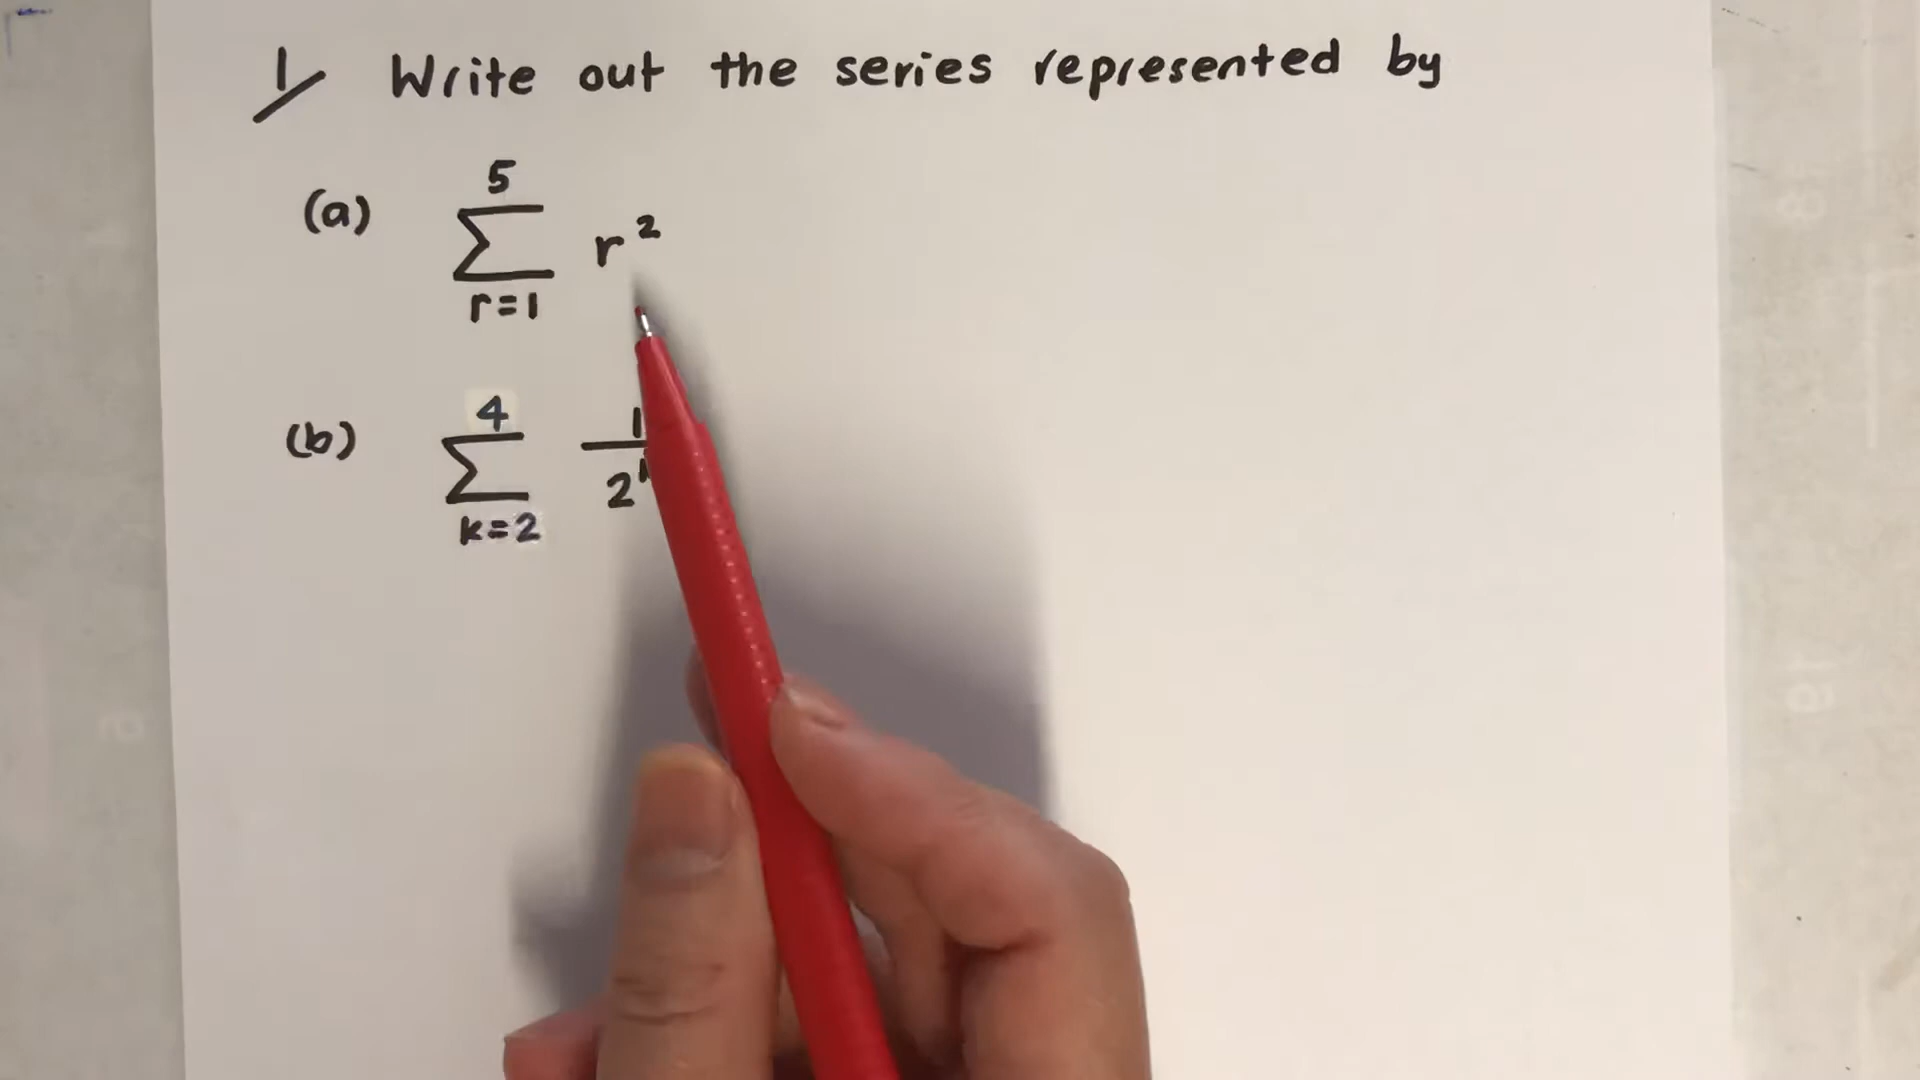 1/ Write out the series represented by
(a) 5 ∑ r=1 r²
(b) 4 ∑ k=2 1 2